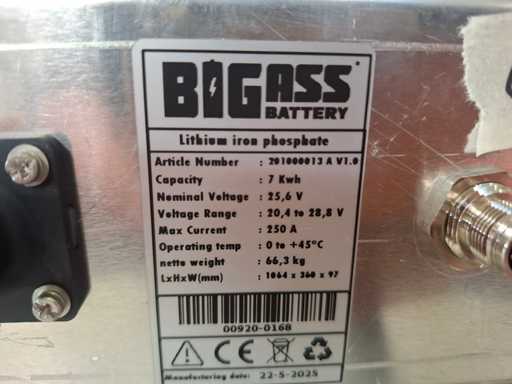 BIGASS
BATTERY
Lithium iron phosphate
Article Number : 201000013 A V1.0
Capacity : 7 Kwh
Nominal Voltage : 25,6 V
Voltage Range : 20,4 to 28,8 V
Max Current : 250 A
Operating temp : 0 to +45°C
netto weight : 66,3 kg
LxHxW(mm) : 1064 x 360 x 97
00920-0168
CE
Manufacturing date: 22-5-2025